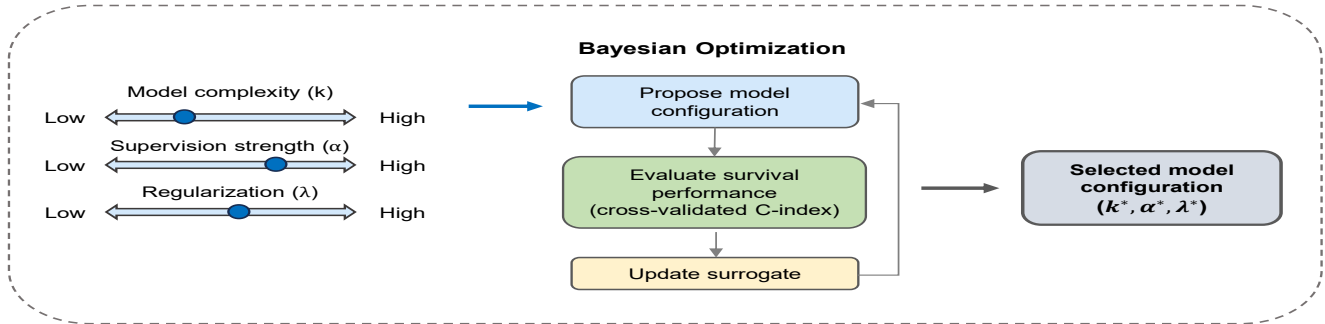 Bayesian Optimization
Model complexity (k)
Low
High
Supervision strength (α)
Low
High
Regularization (λ)
Low
High
Propose model
configuration
Evaluate survival
performance
(cross-validated C-index)
Update surrogate
Selected model
configuration
(k*, α*, λ*)